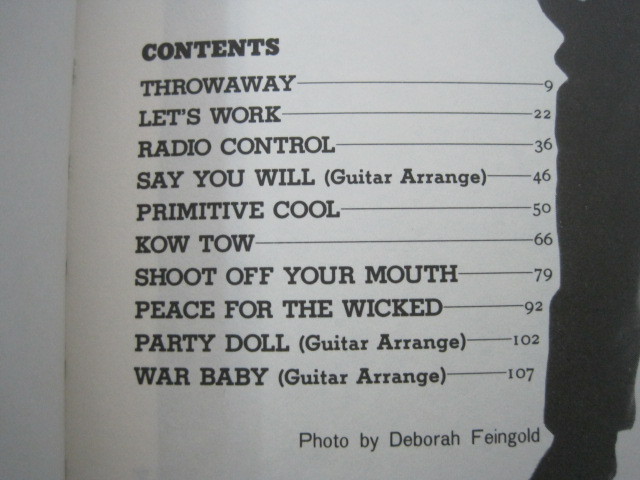 CONTENTS
THROWAWAY 9
LET'S WORK 22
RADIO CONTROL 36
SAY YOU WILL (Guitar Arrange) 46
PRIMITIVE COOL 50
KOW TOW 66
SHOOT OFF YOUR MOUTH 79
PEACE FOR THE WICKED 92
PARTY DOLL (Guitar Arrange) 102
WAR BABY (Guitar Arrange) 107
Photo by Deborah Feingold